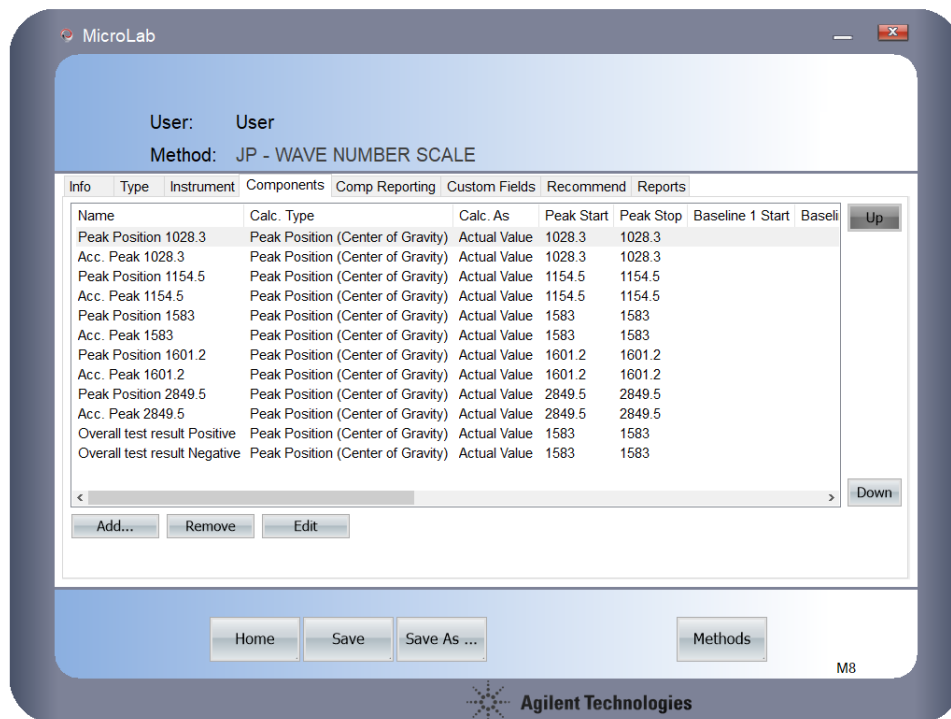 MicroLab
User: User
Method: JP - WAVE NUMBER SCALE
Info Type Instrument Components Comp Reporting Custom Fields Recommend Reports
Name Calc. Type Calc. As Peak Start Peak Stop Baseline 1 Start Baseli
Up
Peak Position 1028.3 Peak Position (Center of Gravity) Actual Value 1028.3 1028.3
Acc. Peak 1028.3 Peak Position (Center of Gravity) Actual Value 1028.3 1028.3
Peak Position 1154.5 Peak Position (Center of Gravity) Actual Value 1154.5 1154.5
Acc. Peak 1154.5 Peak Position (Center of Gravity) Actual Value 1154.5 1154.5
Peak Position 1583 Peak Position (Center of Gravity) Actual Value 1583 1583
Acc. Peak 1583 Peak Position (Center of Gravity) Actual Value 1583 1583
Peak Position 1601.2 Peak Position (Center of Gravity) Actual Value 1601.2 1601.2
Acc. Peak 1601.2 Peak Position (Center of Gravity) Actual Value 1601.2 1601.2
Peak Position 2849.5 Peak Position (Center of Gravity) Actual Value 2849.5 2849.5
Acc. Peak 2849.5 Peak Position (Center of Gravity) Actual Value 2849.5 2849.5
Overall test result Positive Peak Position (Center of Gravity) Actual Value 1583 1583
Overall test result Negative Peak Position (Center of Gravity) Actual Value 1583 1583
Down
Add... Remove Edit
Home Save Save As ... Methods
M8
Agilent Technologies